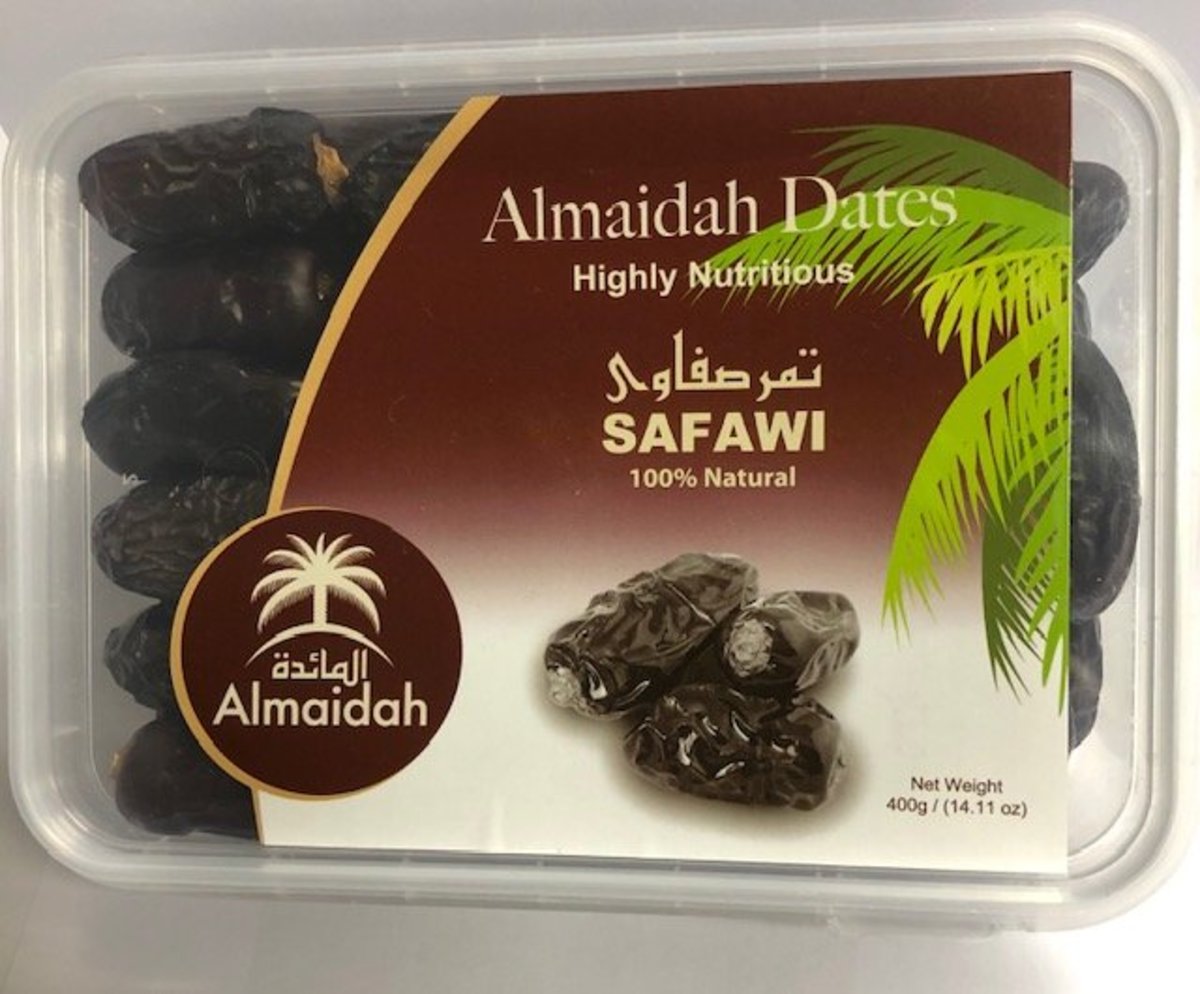 Almaidah Dates
Highly Nutritious
تمر صفاوي
SAFAWI
100% Natural
المائدة
Almaidah
Net Weight
400g / (14.11 oz)